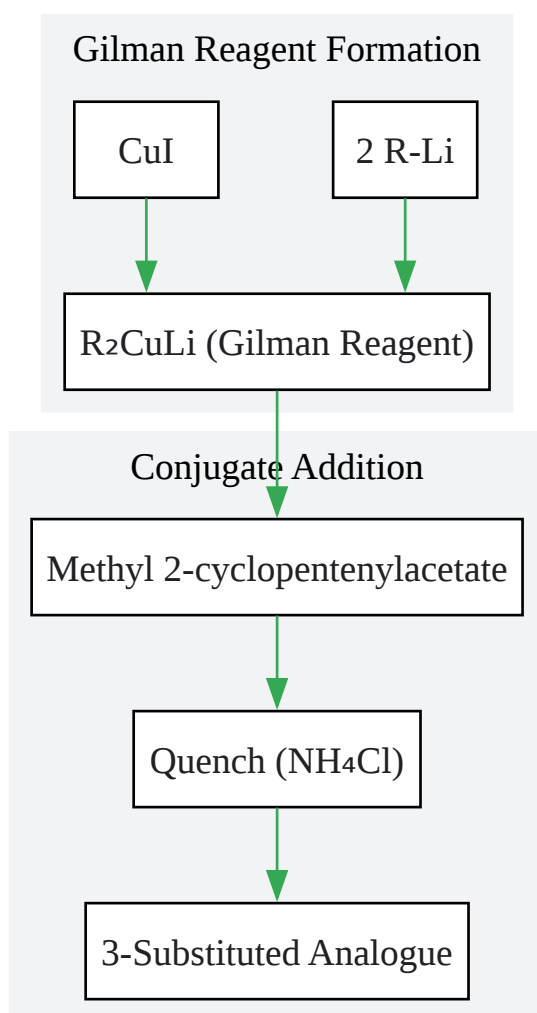 Gilman Reagent Formation
CuI
2 R-Li
R₂CuLi (Gilman Reagent)
Conjugate Addition
Methyl 2-cyclopentenylacetate
Quench (NH₄Cl)
3-Substituted Analogue